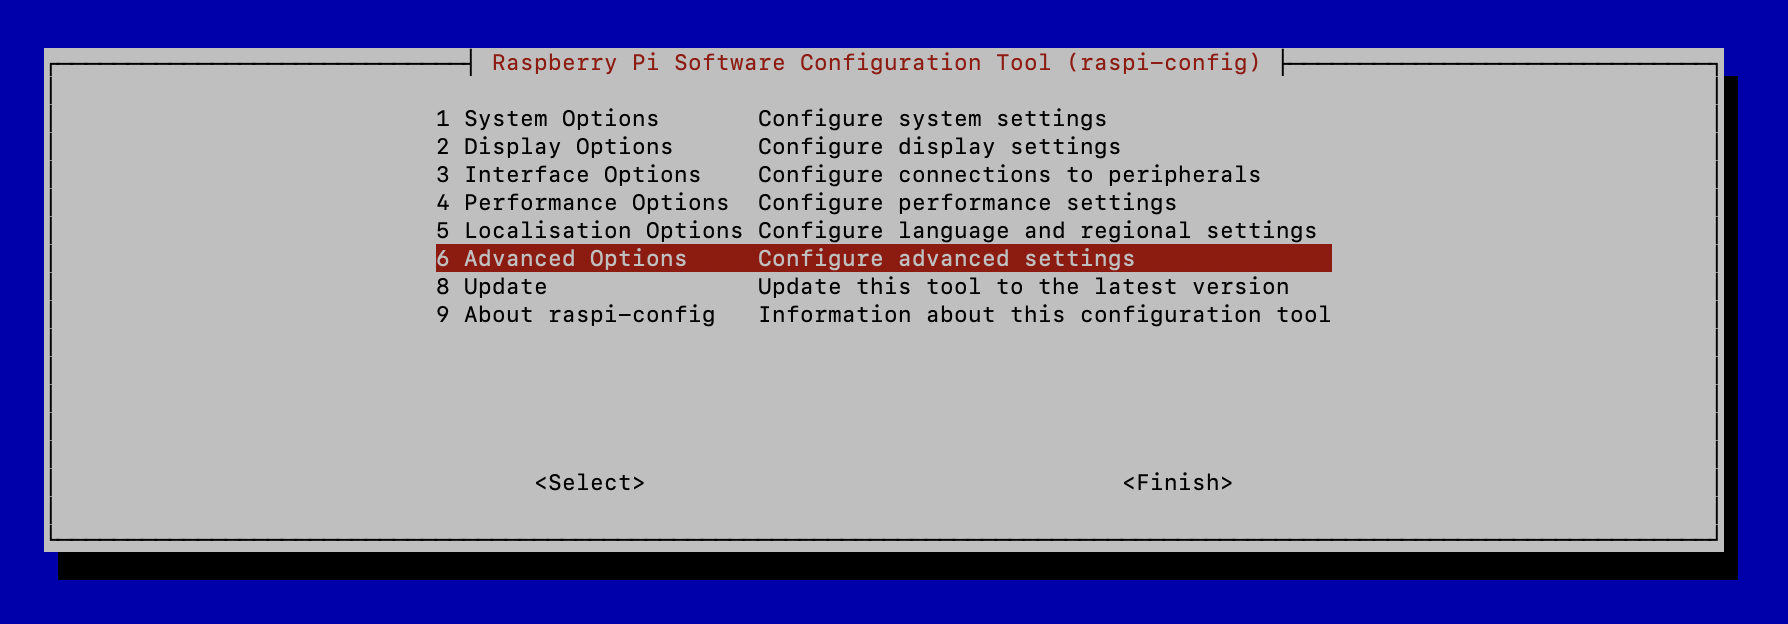 Raspberry Pi Software Configuration Tool (raspi-config)
1 System Options Configure system settings
2 Display Options Configure display settings
3 Interface Options Configure connections to peripherals
4 Performance Options Configure performance settings
5 Localisation Options Configure language and regional settings
6 Advanced Options Configure advanced settings
8 Update Update this tool to the latest version
9 About raspi-config Information about this configuration tool
<Select> <Finish>